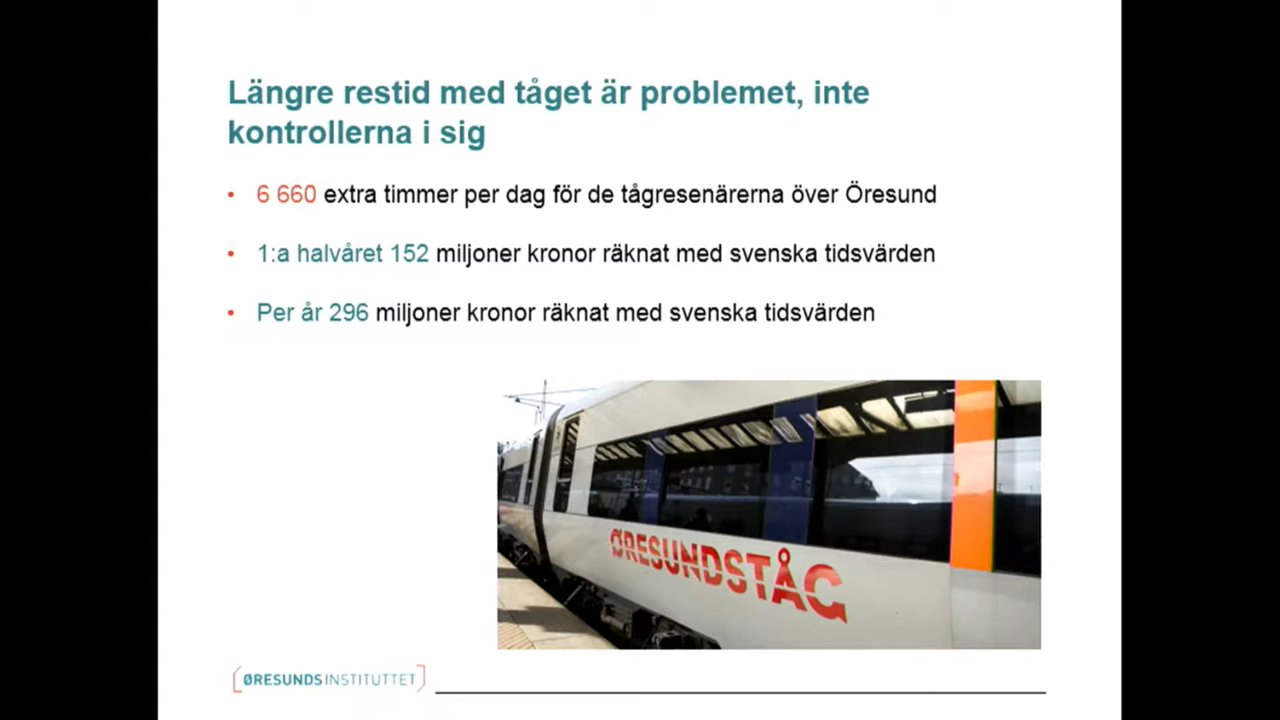 Längre restid med tåget är problemet, inte
kontrollerna i sig
• 6 660 extra timmer per dag för de tågresenärerna över Öresund
• 1:a halvåret 152 miljoner kronor räknat med svenska tidsvärden
• Per år 296 miljoner kronor räknat med svenska tidsvärden
ØRESUNDSTÅG
ØRESUNDSINSTITUTTET